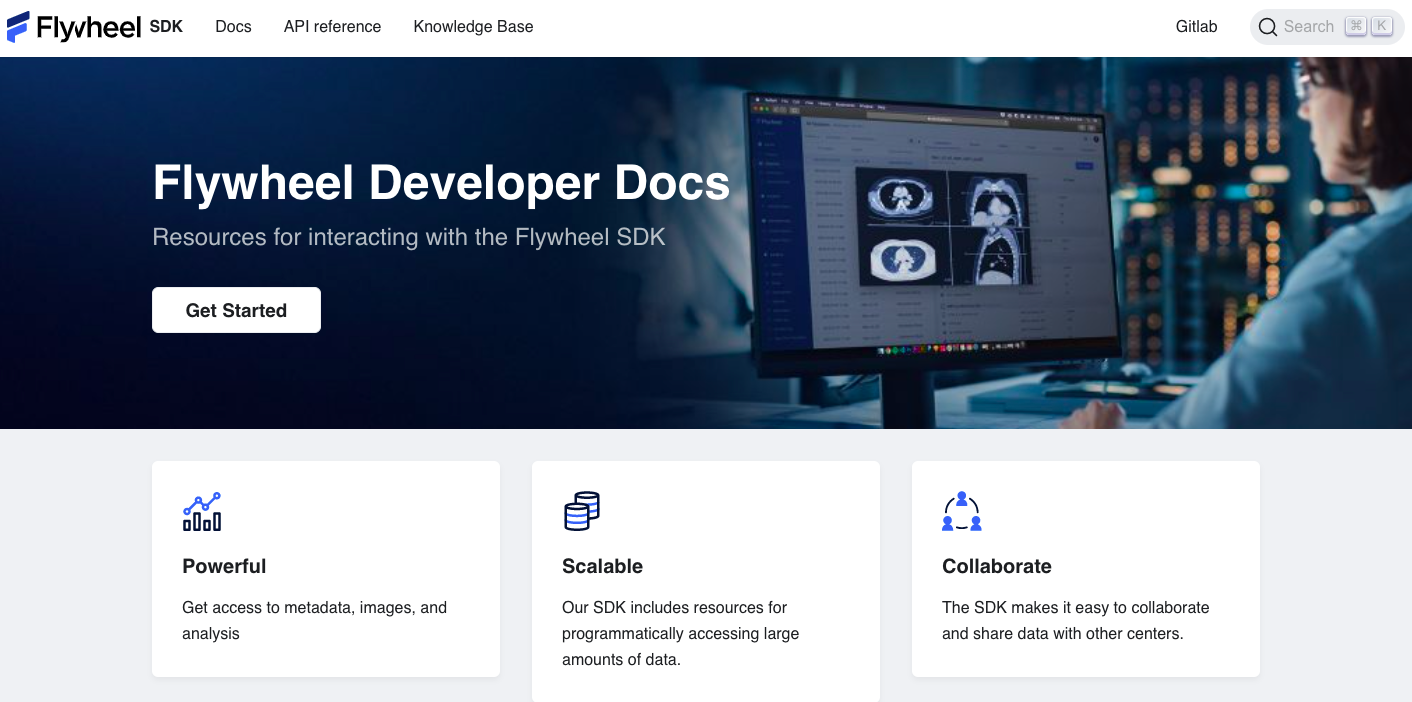 Flywheel SDK Docs API reference Knowledge Base Gitlab Search ⌘ K
Flywheel Developer Docs
Resources for interacting with the Flywheel SDK
Get Started
Powerful
Get access to metadata, images, and
analysis
Scalable
Our SDK includes resources for
programmatically accessing large
amounts of data.
Collaborate
The SDK makes it easy to collaborate
and share data with other centers.